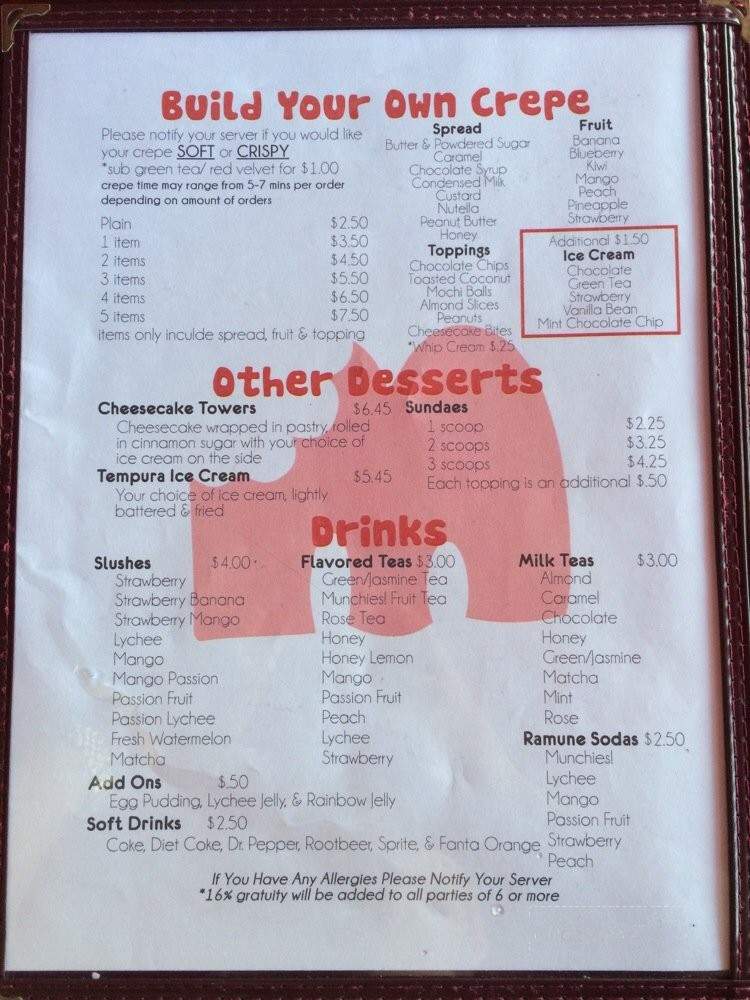 Build Your Own Crepe
Please notify your server if you would like
your crepe SOFT or CRISPY
*sub green tea/ red velvet for $1.00
crepe time may range from 5-7 mins per order
depending on amount of orders
Plain $2.50
1 item $3.50
2 items $4.50
3 items $5.50
4 items $6.50
5 items $7.50
items only inculde spread, fruit & topping
Spread
Butter & Powdered Sugar
Caramel
Chocolate Syrup
Condensed Milk
Custard
Nutella
Peanut Butter
Honey
Toppings
Chocolate Chips
Toasted Coconut
Mochi Balls
Almond Slices
Peanuts
Cheesecake Bites
*Whip Cream $.25
Fruit
Banana
Blueberry
Kiwi
Mango
Peach
Pineapple
Strawberry
Additional $1.50
Ice Cream
Chocolate
Green Tea
Strawberry
Vanilla Bean
Mint Chocolate Chip
Other Desserts
Cheesecake Towers $6.45
Cheesecake wrapped in pastry, rolled
in cinnamon sugar with your choice of
ice cream on the side
Tempura Ice Cream $5.45
Your choice of ice cream, lightly
battered & fried
Sundaes
1 scoop $2.25
2 scoops $3.25
3 scoops $4.25
Each topping is an additional $.50
Drinks
Slushes $4.00
Strawberry
Strawberry Banana
Strawberry Mango
Lychee
Mango
Mango Passion
Passion Fruit
Passion Lychee
Fresh Watermelon
Matcha
Flavored Teas $3.00
Green/Jasmine Tea
Munchies! Fruit Tea
Rose Tea
Honey
Honey Lemon
Mango
Passion Fruit
Peach
Lychee
Strawberry
Milk Teas $3.00
Almond
Caramel
Chocolate
Honey
Green/Jasmine
Matcha
Mint
Rose
Ramune Sodas $2.50
Munchies!
Lychee
Mango
Passion Fruit
Strawberry
Peach
Add Ons $.50
Egg Pudding, Lychee Jelly, & Rainbow Jelly
Soft Drinks $2.50
Coke, Diet Coke, Dr. Pepper, Rootbeer, Sprite, & Fanta Orange
If You Have Any Allergies Please Notify Your Server
*16% gratuity will be added to all parties of 6 or more